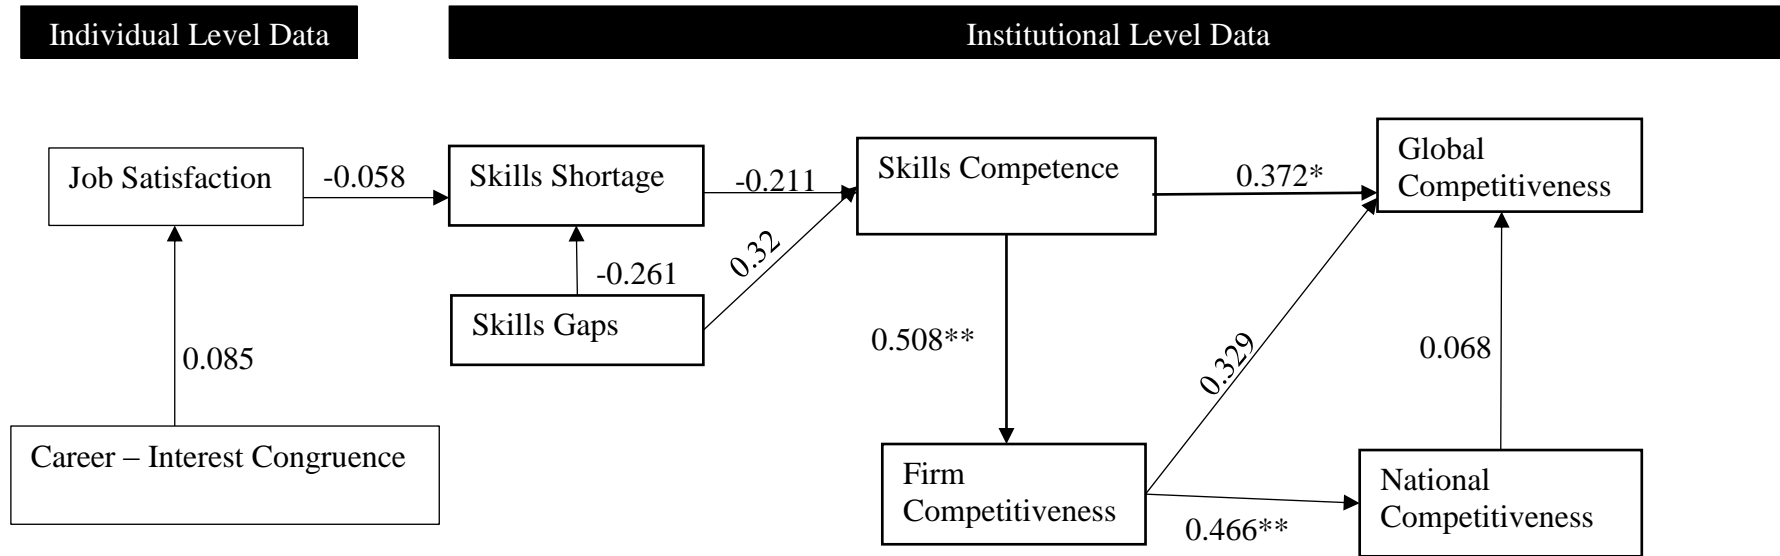 Individual Level Data
Institutional Level Data
Job Satisfaction
-0.058
Skills Shortage
-0.211
Skills Competence
0.372*
Global
Competitiveness
-0.261
0.32
Skills Gaps
0.085
0.508**
0.329
0.068
Career – Interest Congruence
Firm
Competitiveness
0.466**
National
Competitiveness